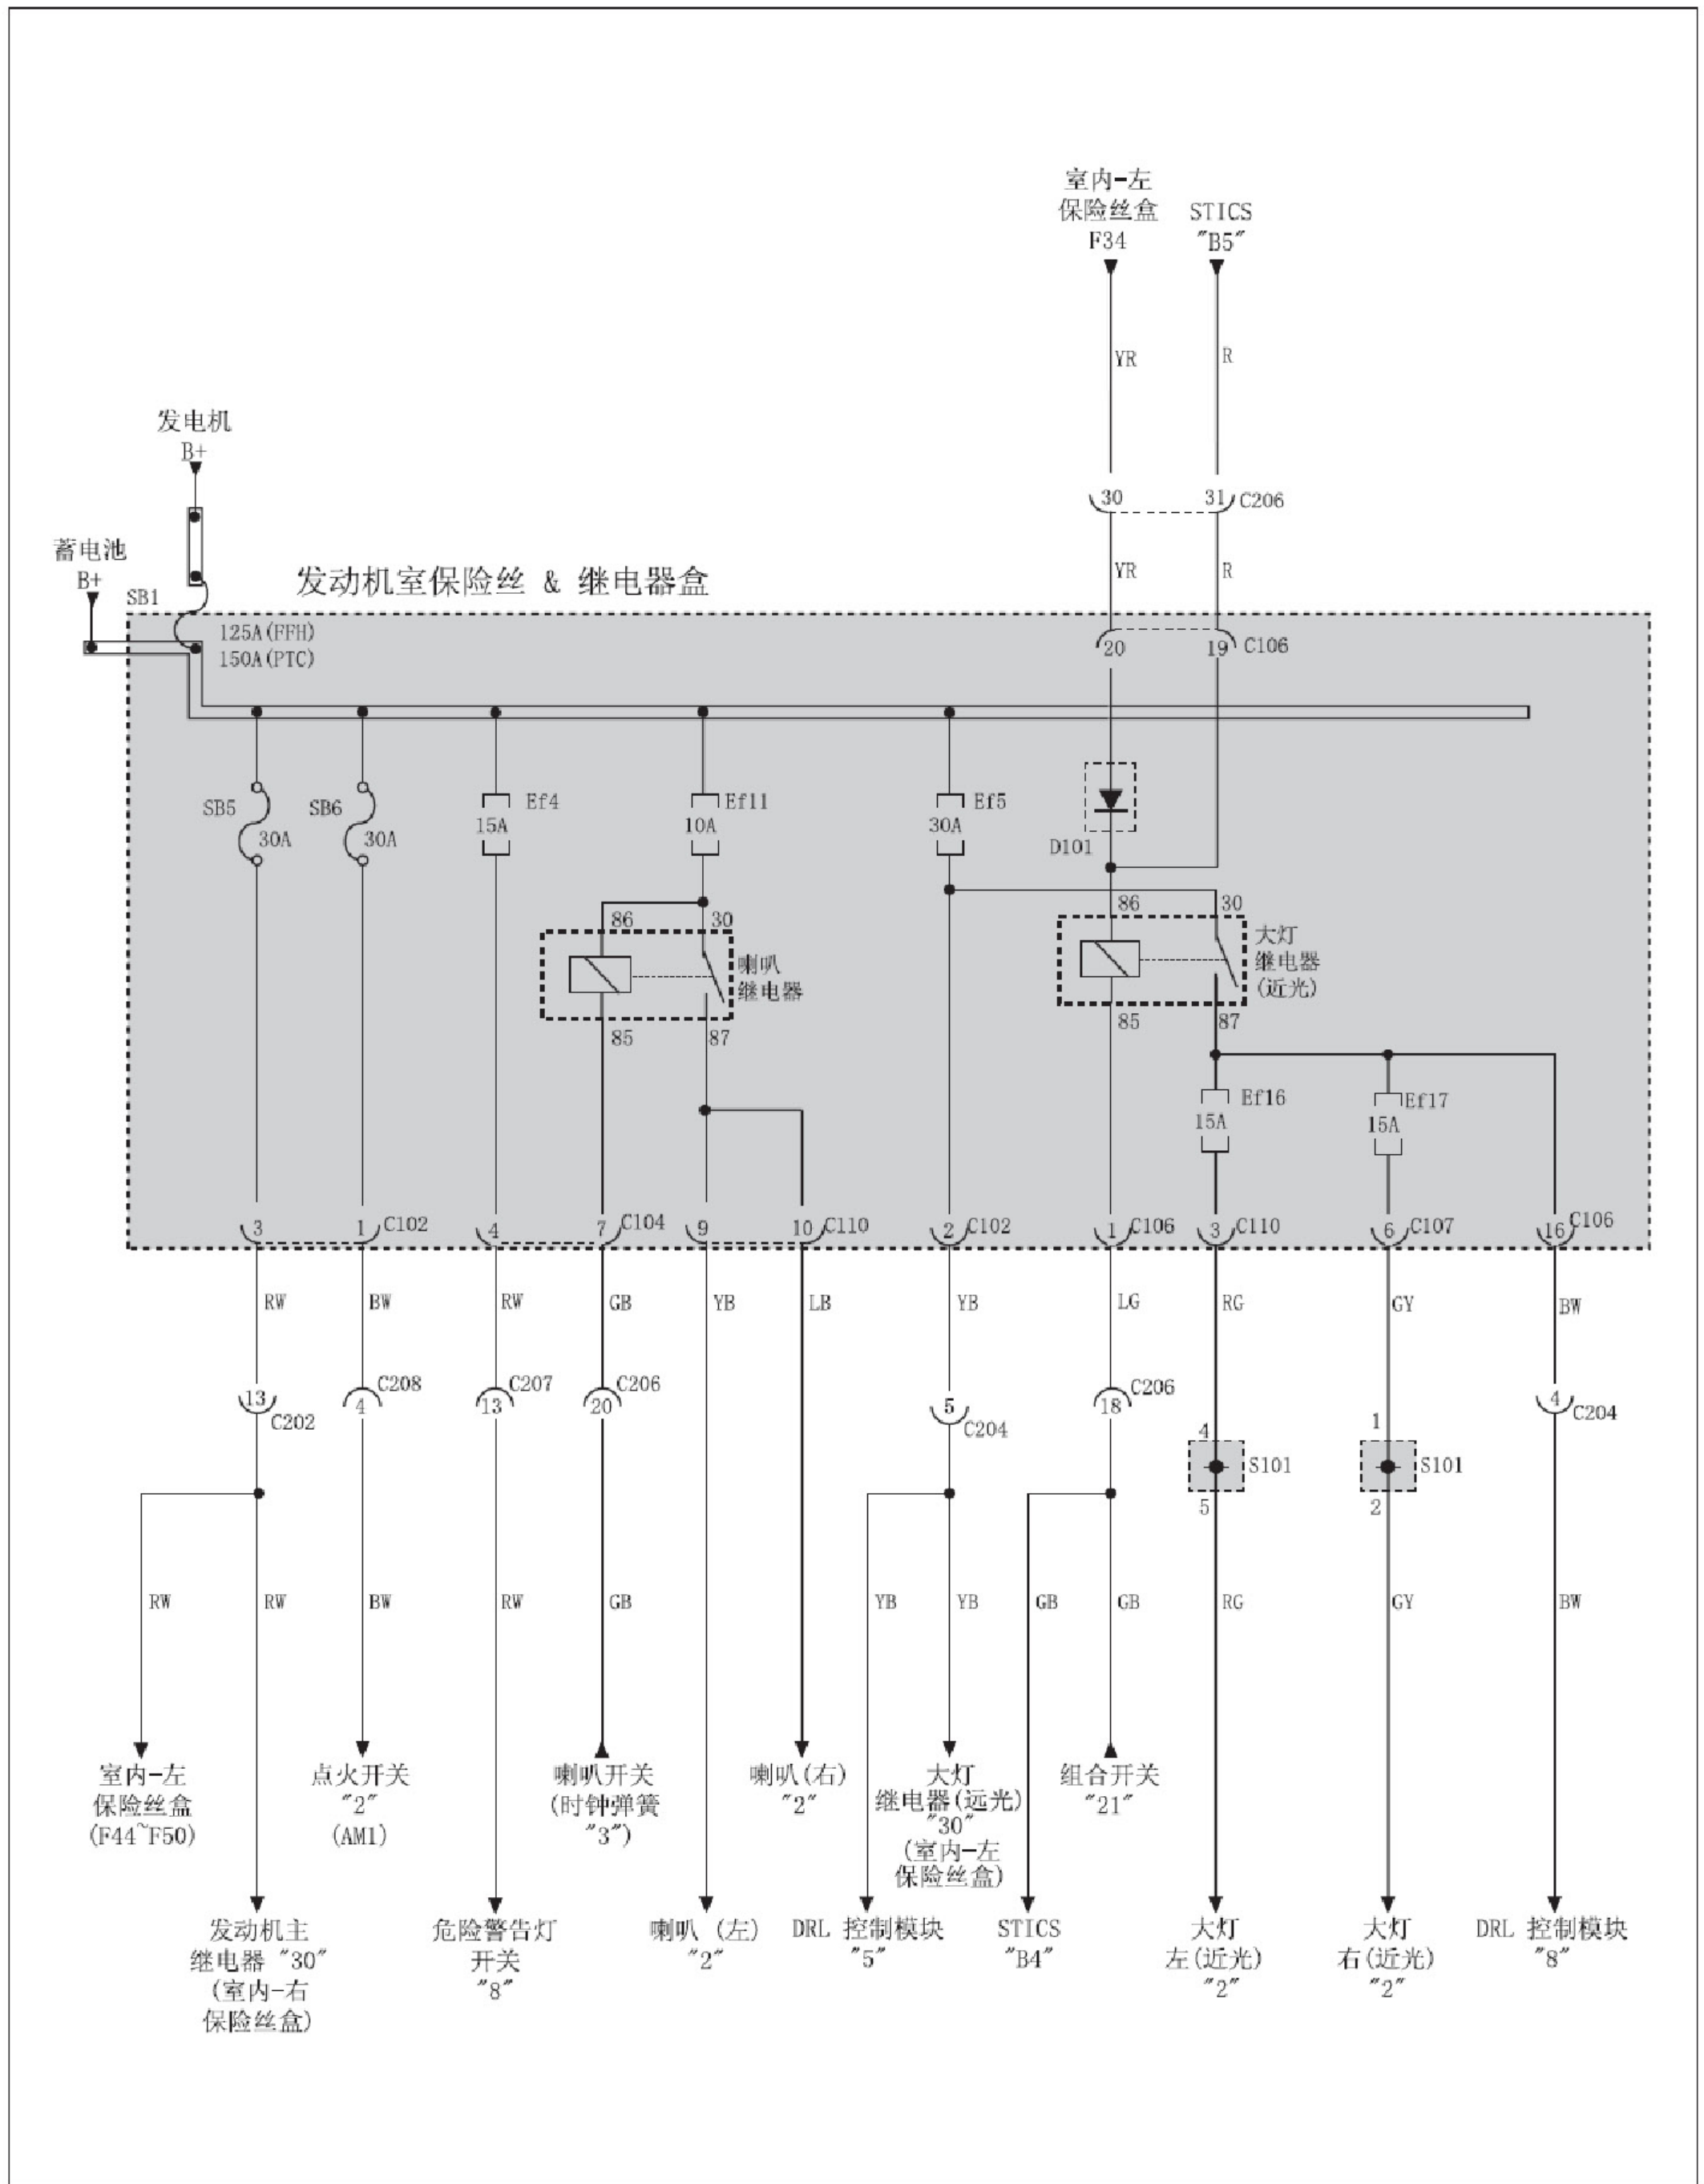 室内-左
保险丝盒
F34
STICS
"B5"
YR
R
发电机
B+
30
31
C206
蓄电池
B+
YR
R
发动机室保险丝 & 继电器盒
SB1
125A(FFH)
150A(PTC)
20
19
C106
SB5
30A
SB6
30A
Ef4
15A
Ef11
10A
Ef5
30A
D101
86
30
喇叭
继电器
85
87
86
30
大灯
继电器
(近光)
85
87
Ef16
15A
Ef17
15A
3
1
C102
4
7
C104
9
10
C110
2
C102
1
C106
3
C110
6
C107
16
C106
RW
BW
RW
GB
YB
LB
YB
LG
RG
GY
BW
13
C202
4
C208
13
C207
20
C206
5
C204
18
C206
4
S101
5
1
S101
2
4
C204
RW
RW
BW
RW
GB
YB
YB
GB
GB
RG
GY
BW
室内-左
保险丝盒
(F44~F50)
点火开关
"2"
(AM1)
喇叭开关
(时钟弹簧
"3")
喇叭(右)
"2"
大灯
继电器(远光)
"30"
(室内-左
保险丝盒)
组合开关
"21"
发动机主
继电器 "30"
(室内-右
保险丝盒)
危险警告灯
开关
"8"
喇叭 (左)
"2"
DRL 控制模块
"5"
STICS
"B4"
大灯
左(近光)
"2"
大灯
右(近光)
"2"
DRL 控制模块
"8"